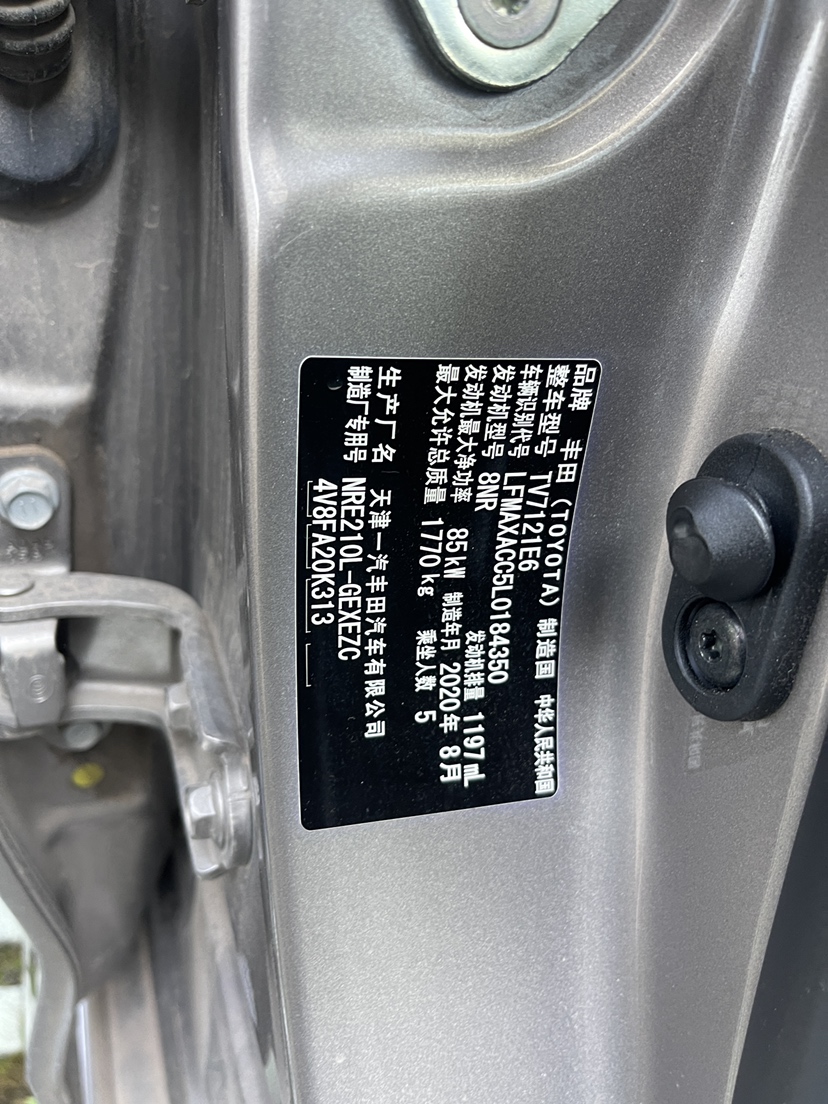 品牌 丰田（TOYOTA） 制造国 中华人民共和国
整车型号 TV7121E6
车辆识别代号 LFMAXACC5L0184350
发动机型号 8NR 发动机排量 1197mL
发动机最大净功率 85kW 制造年月 2020年 8月
最大允许总质量 1770kg 乘坐人数 5
生产厂名 天津一汽丰田汽车有限公司
制造厂专用号 NRE210L-GEXEZC
4V8FA20K313